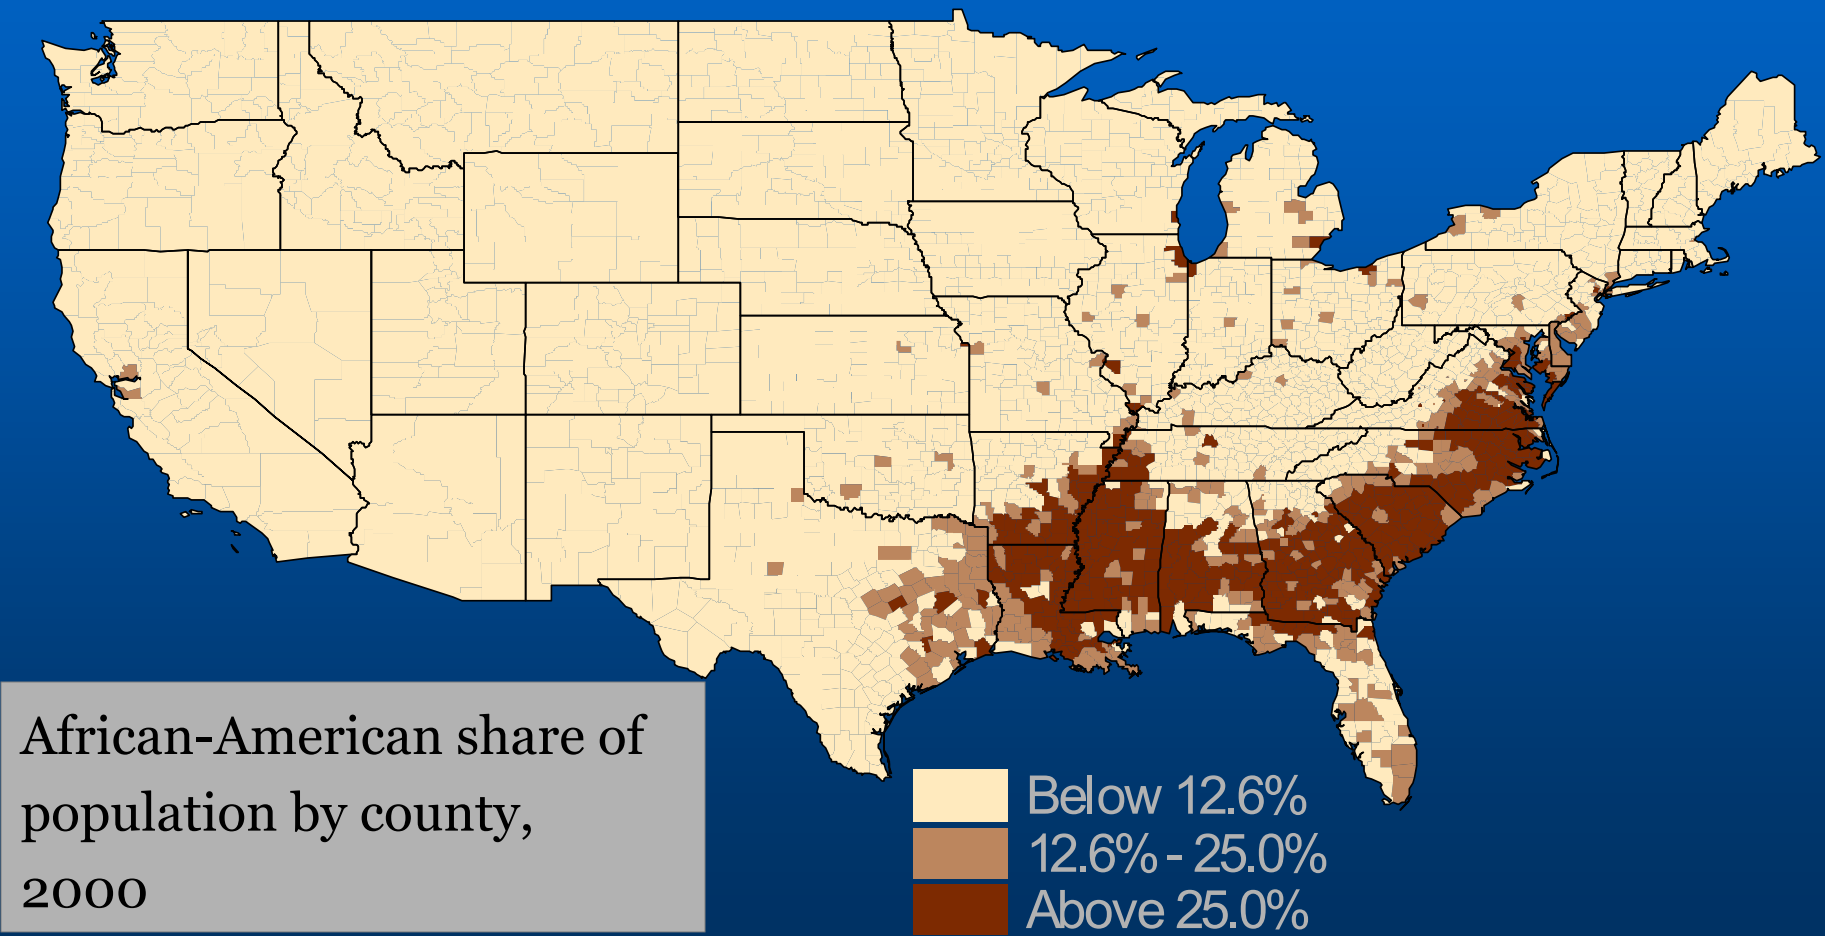 African-American share of
population by county,
2000
Below 12.6%
12.6% - 25.0%
Above 25.0%